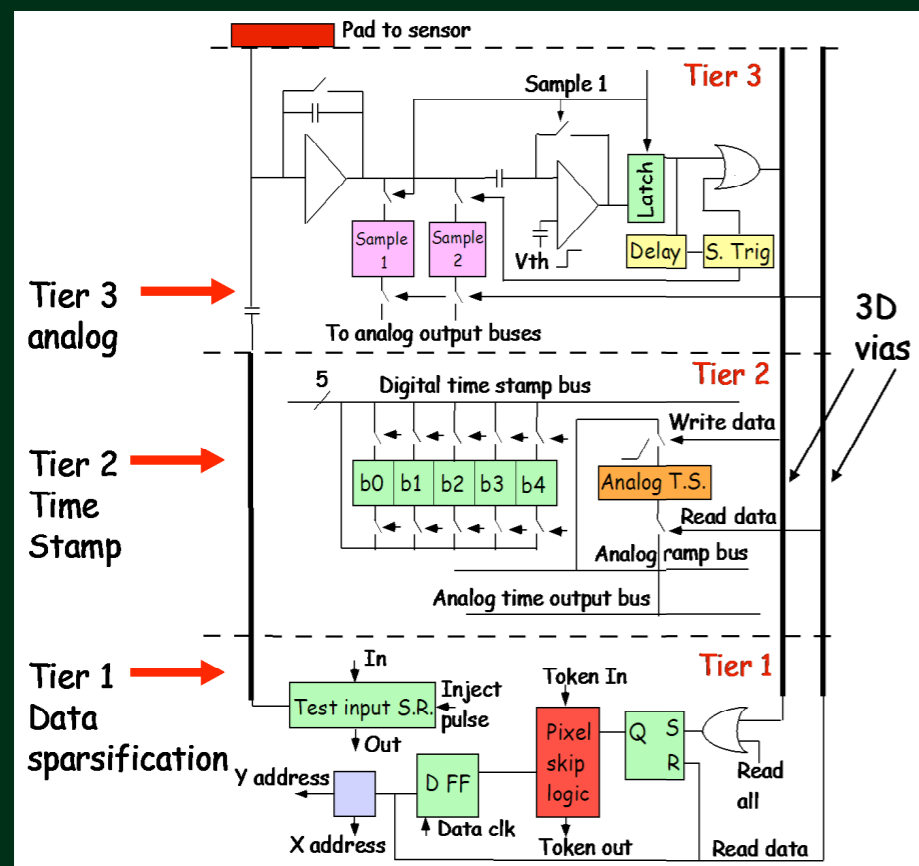 Pad to sensor
Tier 3
Sample 1
Latch
Sample
1
Sample
2
Vth
Delay
S. Trig
Tier 3
analog
To analog output buses
3D
vias
Tier 2
5
Digital time stamp bus
Write data
Tier 2
Time
Stamp
b0 b1 b2 b3 b4
Analog T.S.
Read data
Analog ramp bus
Analog time output bus
Tier 1
Tier 1
Data
sparsification
In
Test input S.R.
Inject
pulse
Out
Token In
Pixel
skip
logic
Q S
R
Read
all
Y address
D FF
X address
Data clk
Token out
Read data